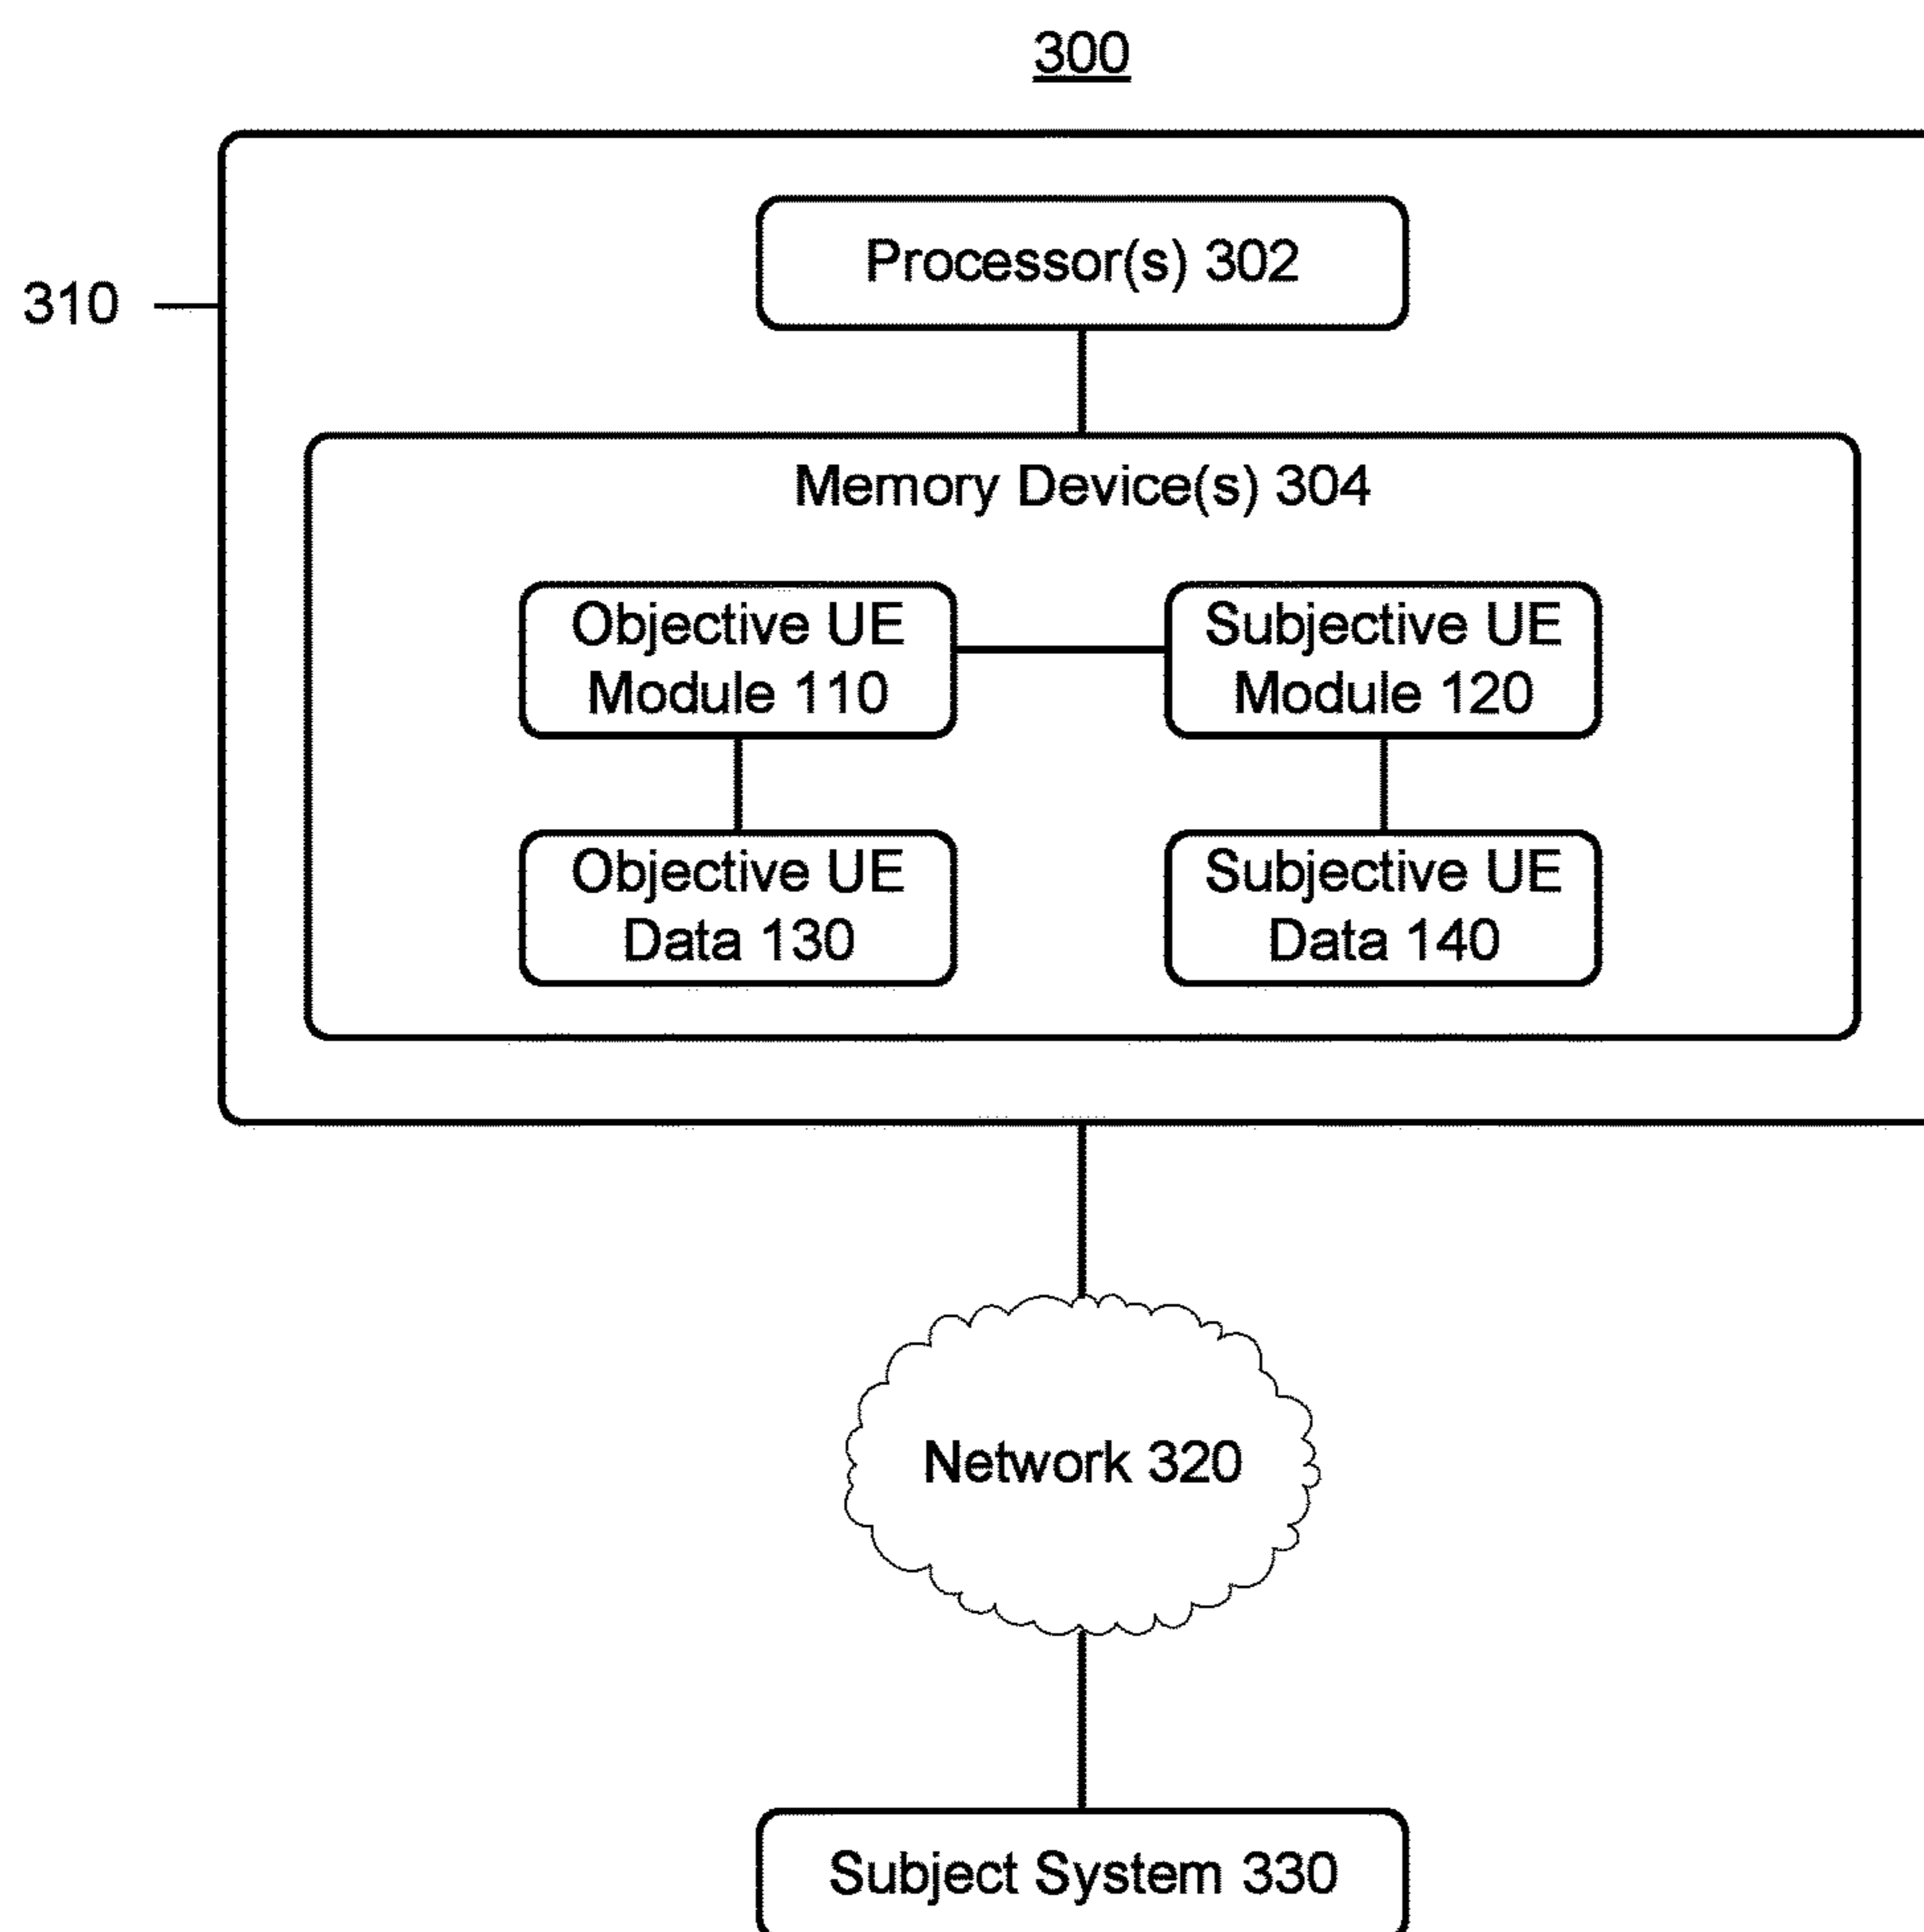 300
310
Processor(s) 302
Memory Device(s) 304
Objective UE
Module 110
Subjective UE
Module 120
Objective UE
Data 130
Subjective UE
Data 140
Network 320
Subject System 330